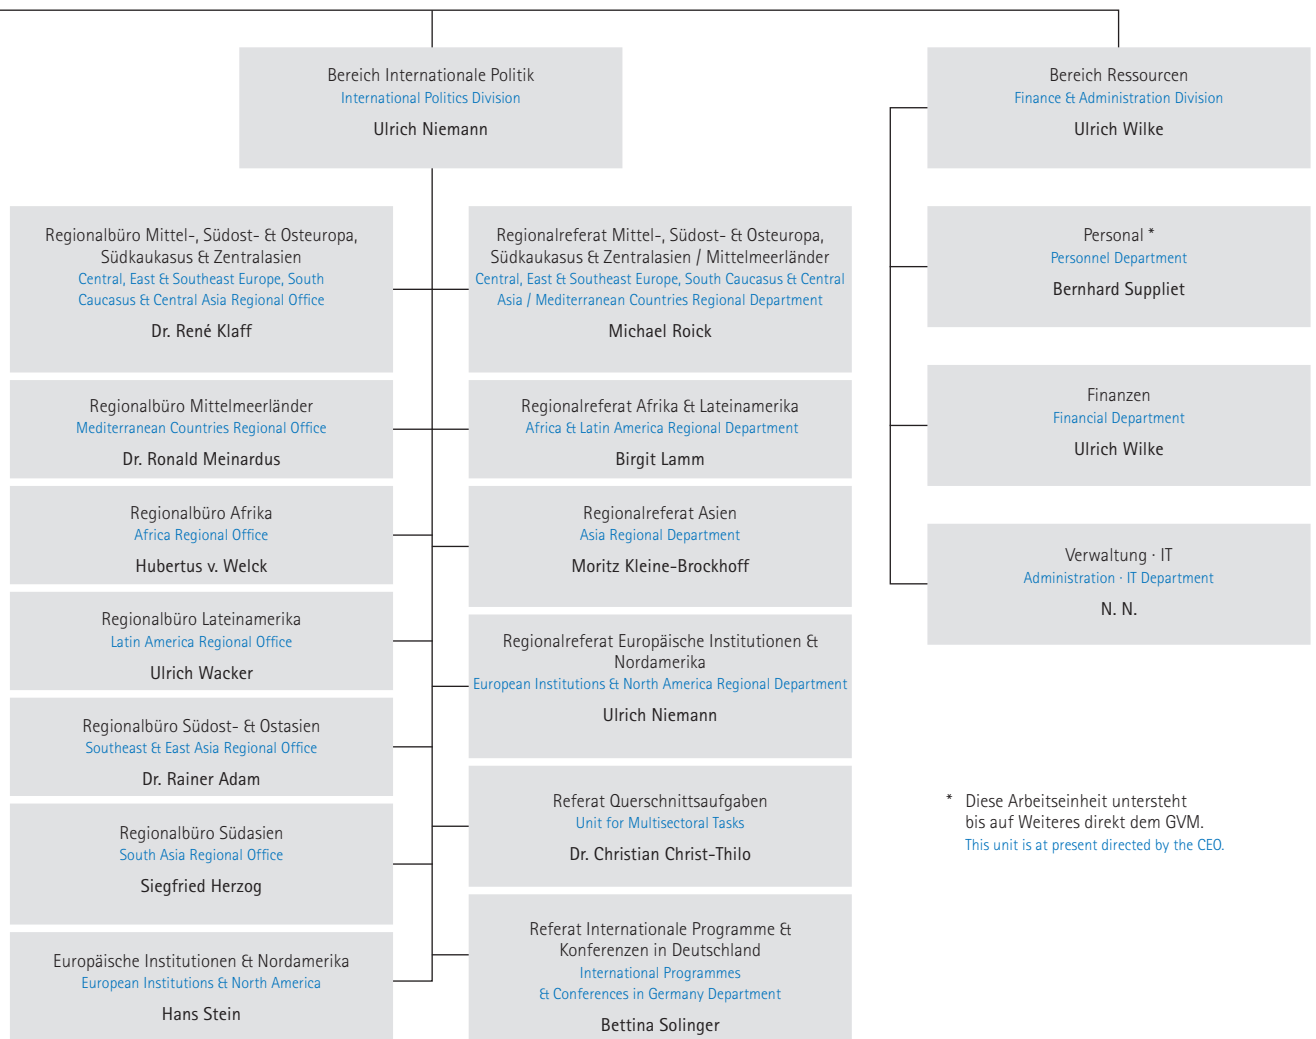 Bereich Internationale Politik
International Politics Division
Ulrich Niemann
Bereich Ressourcen
Finance & Administration Division
Ulrich Wilke
Regionalbüro Mittel-, Südost- & Osteuropa,
Südkaukasus & Zentralasien
Central, East & Southeast Europe, South
Caucasus & Central Asia Regional Office
Dr. René Klaff
Regionalreferat Mittel-, Südost- & Osteuropa,
Südkaukasus & Zentralasien / Mittelmeerländer
Central, East & Southeast Europe, South Caucasus & Central
Asia / Mediterranean Countries Regional Department
Michael Roick
Personal *
Personnel Department
Bernhard Suppliet
Regionalbüro Mittelmeerländer
Mediterranean Countries Regional Office
Dr. Ronald Meinardus
Regionalreferat Afrika & Lateinamerika
Africa & Latin America Regional Department
Birgit Lamm
Finanzen
Financial Department
Ulrich Wilke
Regionalbüro Afrika
Africa Regional Office
Hubertus v. Welck
Regionalreferat Asien
Asia Regional Department
Moritz Kleine-Brockhoff
Verwaltung · IT
Administration · IT Department
N. N.
Regionalbüro Lateinamerika
Latin America Regional Office
Ulrich Wacker
Regionalreferat Europäische Institutionen &
Nordamerika
European Institutions & North America Regional Department
Ulrich Niemann
Regionalbüro Südost- & Ostasien
Southeast & East Asia Regional Office
Dr. Rainer Adam
Referat Querschnittsaufgaben
Unit for Multisectoral Tasks
Dr. Christian Christ-Thilo
Regionalbüro Südasien
South Asia Regional Office
Siegfried Herzog
Referat Internationale Programme &
Konferenzen in Deutschland
International Programmes
& Conferences in Germany Department
Bettina Solinger
Europäische Institutionen & Nordamerika
European Institutions & North America
Hans Stein
* Diese Arbeitseinheit untersteht
bis auf Weiteres direkt dem GVM.
This unit is at present directed by the CEO.